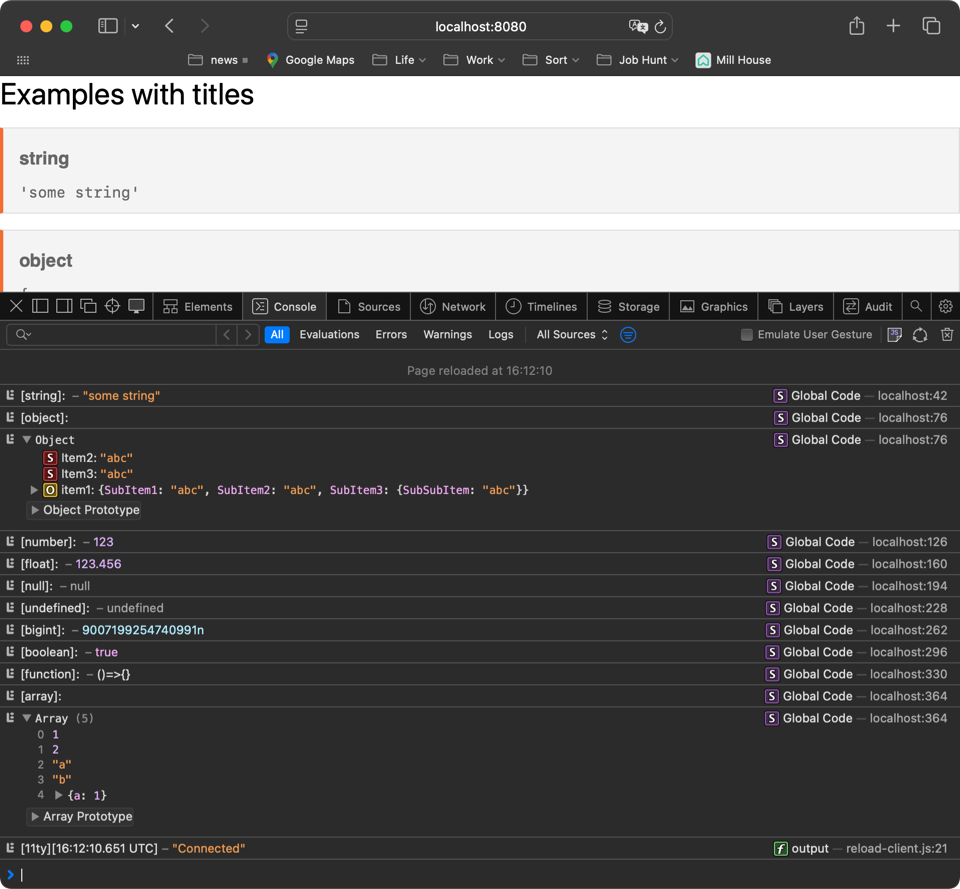 localhost:8080
news
Google Maps
Life
Work
Sort
Job Hunt
Mill House
Examples with titles
string
'some string'
object
Elements
Console
Sources
Network
Timelines
Storage
Graphics
Layers
Audit
All
Evaluations
Errors
Warnings
Logs
All Sources
Emulate User Gesture
Page reloaded at 16:12:10
[string]: – "some string" S Global Code — localhost:42
[object]: S Global Code — localhost:76
Object S Global Code — localhost:76
S Item2: "abc"
S Item3: "abc"
O item1: {SubItem1: "abc", SubItem2: "abc", SubItem3: {SubSubItem: "abc"}}
Object Prototype
[number]: – 123 S Global Code — localhost:126
[float]: – 123.456 S Global Code — localhost:160
[null]: – null S Global Code — localhost:194
[undefined]: – undefined S Global Code — localhost:228
[bigint]: – 9007199254740991n S Global Code — localhost:262
[boolean]: – true S Global Code — localhost:296
[function]: – ()=>{} S Global Code — localhost:330
[array]: S Global Code — localhost:364
Array (5) S Global Code — localhost:364
0 1
1 2
2 "a"
3 "b"
4 {a: 1}
Array Prototype
[11ty][16:12:10.651 UTC] – "Connected" f output — reload-client.js:21